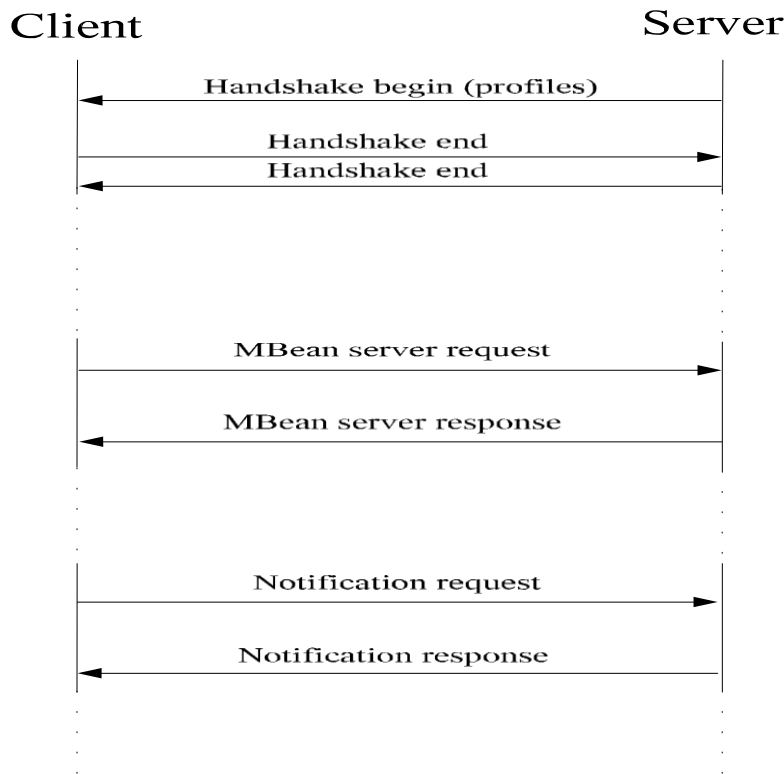 Client
Server
Handshake begin (profiles)
Handshake end
Handshake end
MBean server request
MBean server response
Notification request
Notification response